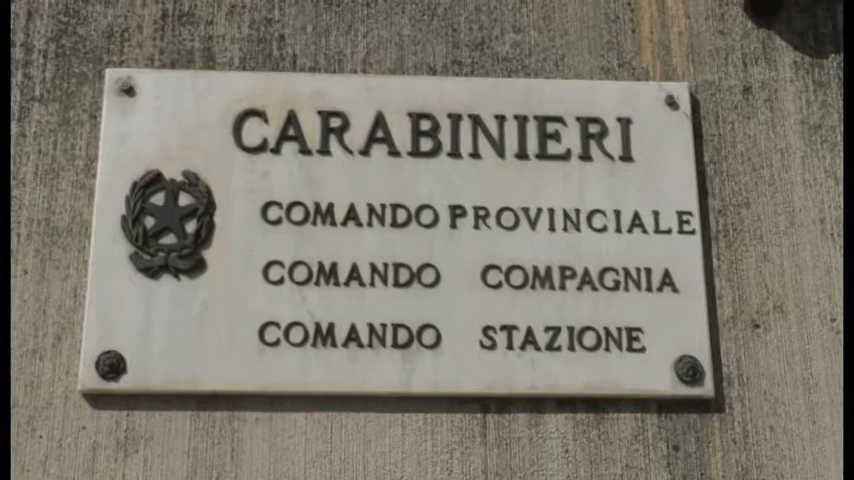 CARABINIERI
COMANDO PROVINCIALE
COMANDO COMPAGNIA
COMANDO STAZIONE